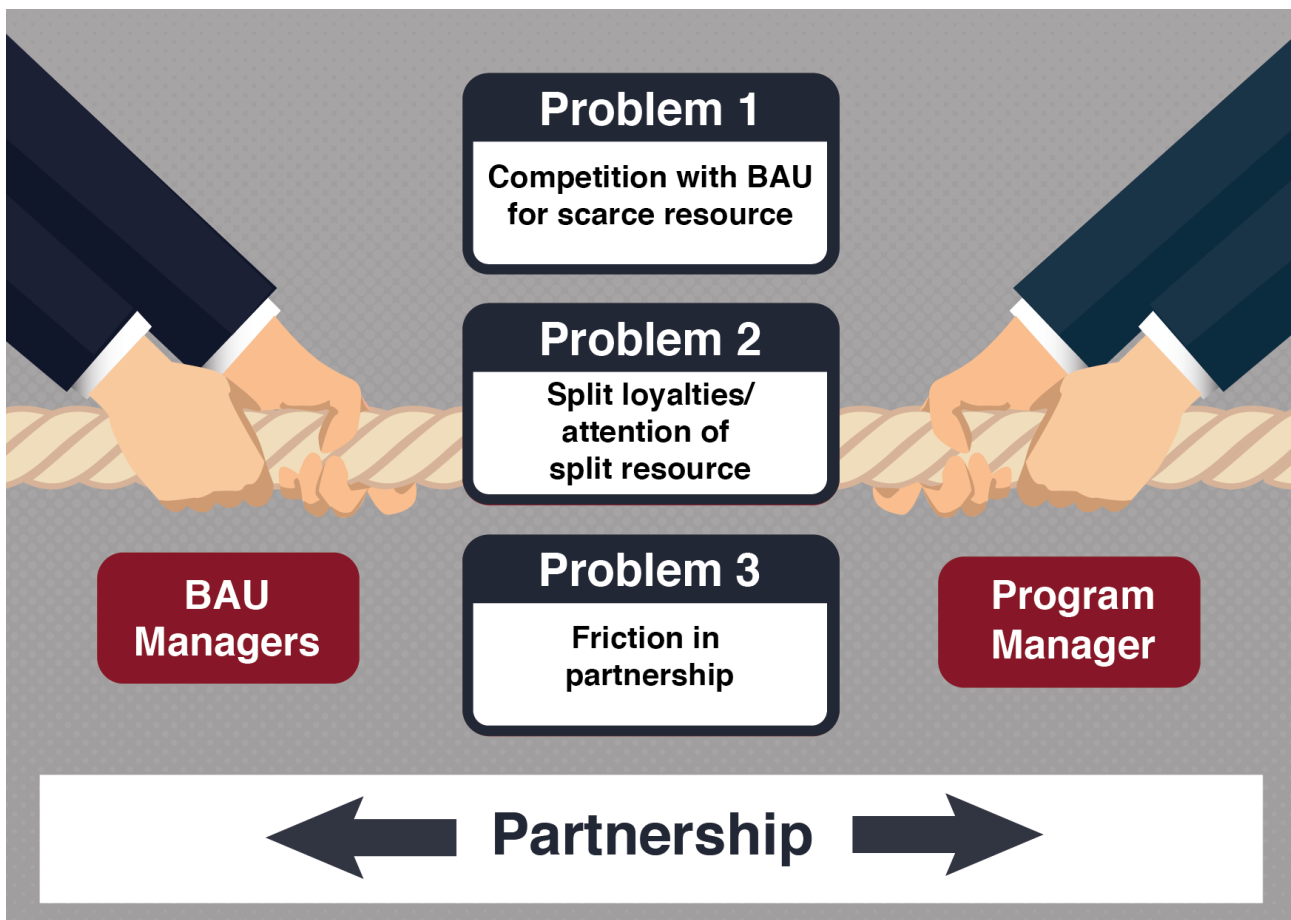 Problem 1
Competition with BAU
for scarce resource
Problem 2
Split loyalties/
attention of
split resource
Problem 3
Friction in
partnership
BAU
Managers
Program
Manager
Partnership